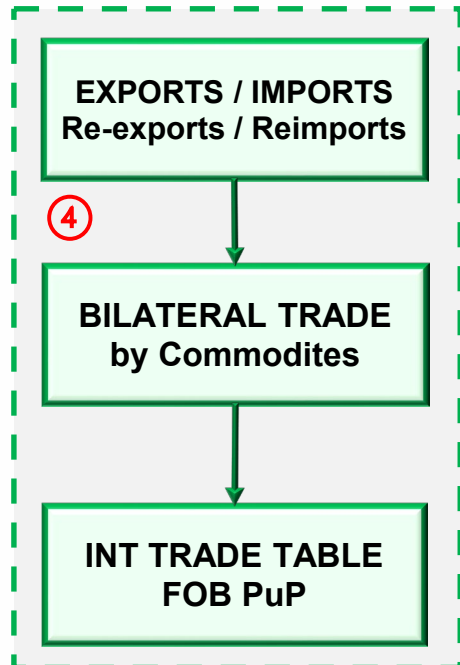 EXPORTS / IMPORTS
Re-exports / Reimports
4
BILATERAL TRADE
by Commodites
INT TRADE TABLE
FOB PuP